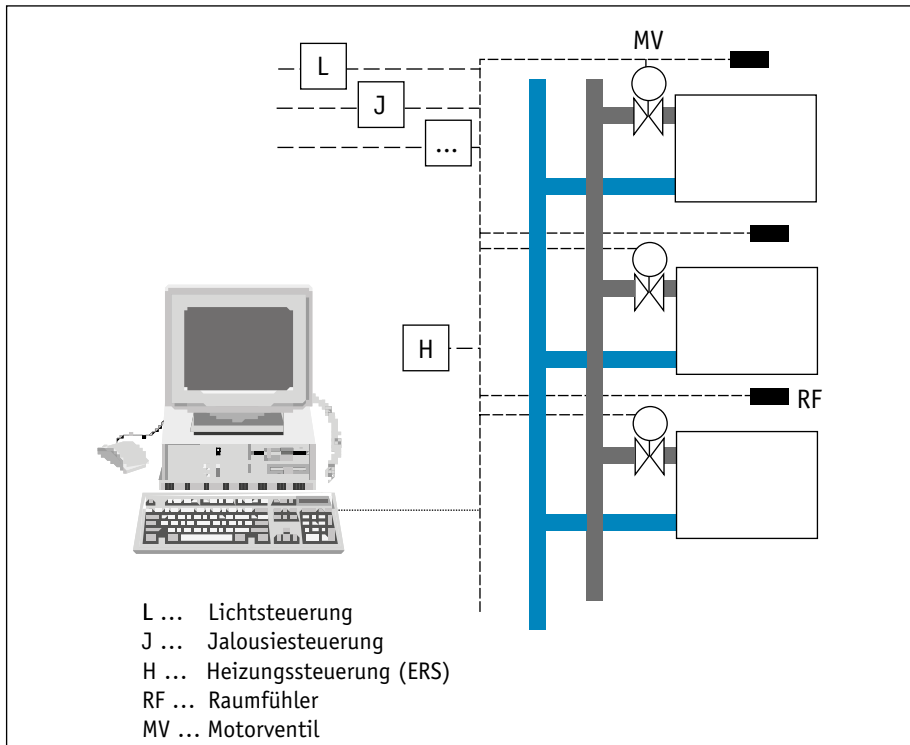 MV
L
J
...
H
RF
L ... Lichtsteuerung
J ... Jalousiesteuerung
H ... Heizungssteuerung (ERS)
RF ... Raumfühler
MV ... Motorventil